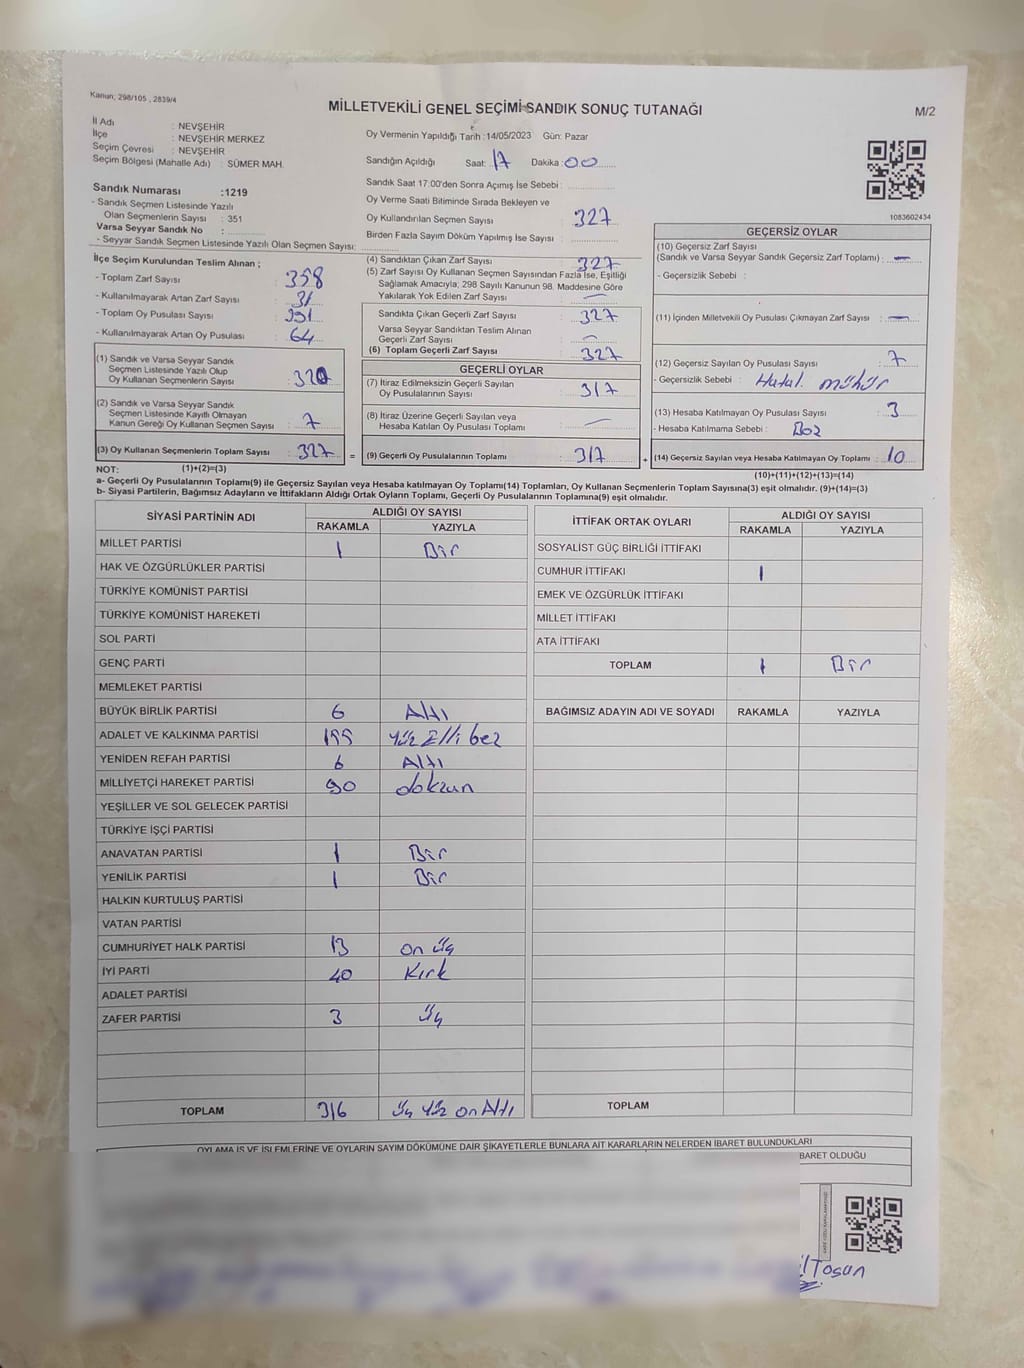 Kanun; 298/105 , 2839/4
MİLLETVEKİLİ GENEL SEÇİMİ SANDIK SONUÇ TUTANAĞI
M/2
İl Adı : NEVŞEHİR
İlçe : NEVŞEHİR MERKEZ
Seçim Çevresi : NEVŞEHİR
Seçim Bölgesi (Mahalle Adı) : SÜMER MAH.
Sandık Numarası :1219
- Sandık Seçmen Listesinde Yazılı
Olan Seçmenlerin Sayısı : 351
Varsa Seyyar Sandık No :
- Seyyar Sandık Seçmen Listesinde Yazılı Olan Seçmen Sayısı:
Oy Vermenin Yapıldığı Tarih :14/05/2023 Gün: Pazar
Sandığın Açıldığı Saat: 17 Dakika :00
Sandık Saat 17:00'den Sonra Açımış İse Sebebi :
Oy Verme Saati Bitiminde Sırada Bekleyen ve
Oy Kullandırılan Seçmen Sayısı : 327
Birden Fazla Sayım Döküm Yapılmış İse Sayısı :
1083602434
İlçe Seçim Kurulundan Teslim Alınan ;
- Toplam Zarf Sayısı : 358
- Kullanılmayarak Artan Zarf Sayısı : 31
- Toplam Oy Pusulası Sayısı : 391
- Kullanılmayarak Artan Oy Pusulası : 64
(1) Sandık ve Varsa Seyyar Sandık
Seçmen Listesinde Yazılı Olup
Oy Kullanan Seçmenlerin Sayısı : 320
(2) Sandık ve Varsa Seyyar Sandık
Seçmen Listesinde Kayıtlı Olmayan
Kanun Gereği Oy Kullanan Seçmen Sayısı : 7
(3) Oy Kullanan Seçmenlerin Toplam Sayısı : 327 =
(4) Sandıktan Çıkan Zarf Sayısı : 327
(5) Zarf Sayısı Oy Kullanan Seçmen Sayısından Fazla İse, Eşitliği
Sağlamak Amacıyla; 298 Sayılı Kanunun 98. Maddesine Göre
Yakılarak Yok Edilen Zarf Sayısı : —
Sandıkta Çıkan Geçerli Zarf Sayısı : 327
Varsa Seyyar Sandıktan Teslim Alınan
Geçerli Zarf Sayısı : —
(6) Toplam Geçerli Zarf Sayısı : 327
GEÇERLİ OYLAR
(7) İtiraz Edilmeksizin Geçerli Sayılan
Oy Pusulalarının Sayısı : 317
(8) İtiraz Üzerine Geçerli Sayılan veya
Hesaba Katılan Oy Pusulası Toplamı : —
(9) Geçerli Oy Pusulalarının Toplamı : 317 +
GEÇERSİZ OYLAR
(10) Geçersiz Zarf Sayısı
(Sandık ve Varsa Seyyar Sandık Geçersiz Zarf Toplamı) : —
- Geçersizlik Sebebi :
(11) İçinden Milletvekili Oy Pusulası Çıkmayan Zarf Sayısı : —
(12) Geçersiz Sayılan Oy Pusulası Sayısı : 7
- Geçersizlik Sebebi : Hatal. mühür
(13) Hesaba Katılmayan Oy Pusulası Sayısı : 3
- Hesaba Katılmama Sebebi : Boz
(14) Geçersiz Sayılan veya Hesaba Katılmayan Oy Toplamı : 10
NOT: (1)+(2)=(3)
(10)+(11)+(12)+(13)=(14)
a- Geçerli Oy Pusulalarının Toplamı(9) ile Geçersiz Sayılan veya Hesaba katılmayan Oy Toplamı(14) Toplamları, Oy Kullanan Seçmenlerin Toplam Sayısına(3) eşit olmalıdır. (9)+(14)=(3)
b- Siyasi Partilerin, Bağımsız Adayların ve İttifakların Aldığı Ortak Oyların Toplamı, Geçerli Oy Pusulalarının Toplamına(9) eşit olmalıdır.
SİYASİ PARTİNİN ADI ALDIĞI OY SAYISI
RAKAMLA YAZIYLA
MİLLET PARTİSİ 1 Bir
HAK VE ÖZGÜRLÜKLER PARTİSİ
TÜRKİYE KOMÜNİST PARTİSİ
TÜRKİYE KOMÜNİST HAREKETİ
SOL PARTİ
GENÇ PARTİ
MEMLEKET PARTİSİ
BÜYÜK BİRLİK PARTİSİ 6 Altı
ADALET VE KALKINMA PARTİSİ 155 Yüz Elli beş
YENİDEN REFAH PARTİSİ 6 Altı
MİLLİYETÇİ HAREKET PARTİSİ 90 doksan
YEŞİLLER VE SOL GELECEK PARTİSİ
TÜRKİYE İŞÇİ PARTİSİ
ANAVATAN PARTİSİ 1 Bir
YENİLİK PARTİSİ 1 Bir
HALKIN KURTULUŞ PARTİSİ
VATAN PARTİSİ
CUMHURİYET HALK PARTİSİ 13 on üç
İYİ PARTİ 40 Kırk
ADALET PARTİSİ
ZAFER PARTİSİ 3 Üç
TOPLAM 316 Üç Yüz on Altı
İTTİFAK ORTAK OYLARI ALDIĞI OY SAYISI
RAKAMLA YAZIYLA
SOSYALİST GÜÇ BİRLİĞİ İTTİFAKI
CUMHUR İTTİFAKI 1
EMEK VE ÖZGÜRLÜK İTTİFAKI
MİLLET İTTİFAKI
ATA İTTİFAKI
TOPLAM 1 Bir
BAĞIMSIZ ADAYIN ADI VE SOYADI RAKAMLA YAZIYLA
TOPLAM
OYLAMA İŞ VE İŞLEMLERİNE VE OYLARIN SAYIM DÖKÜMÜNE DAİR ŞİKAYETLERLE BUNLARA AİT KARARLARIN NELERDEN İBARET BULUNDUKLARI
BARET OLDUĞU
Tosun